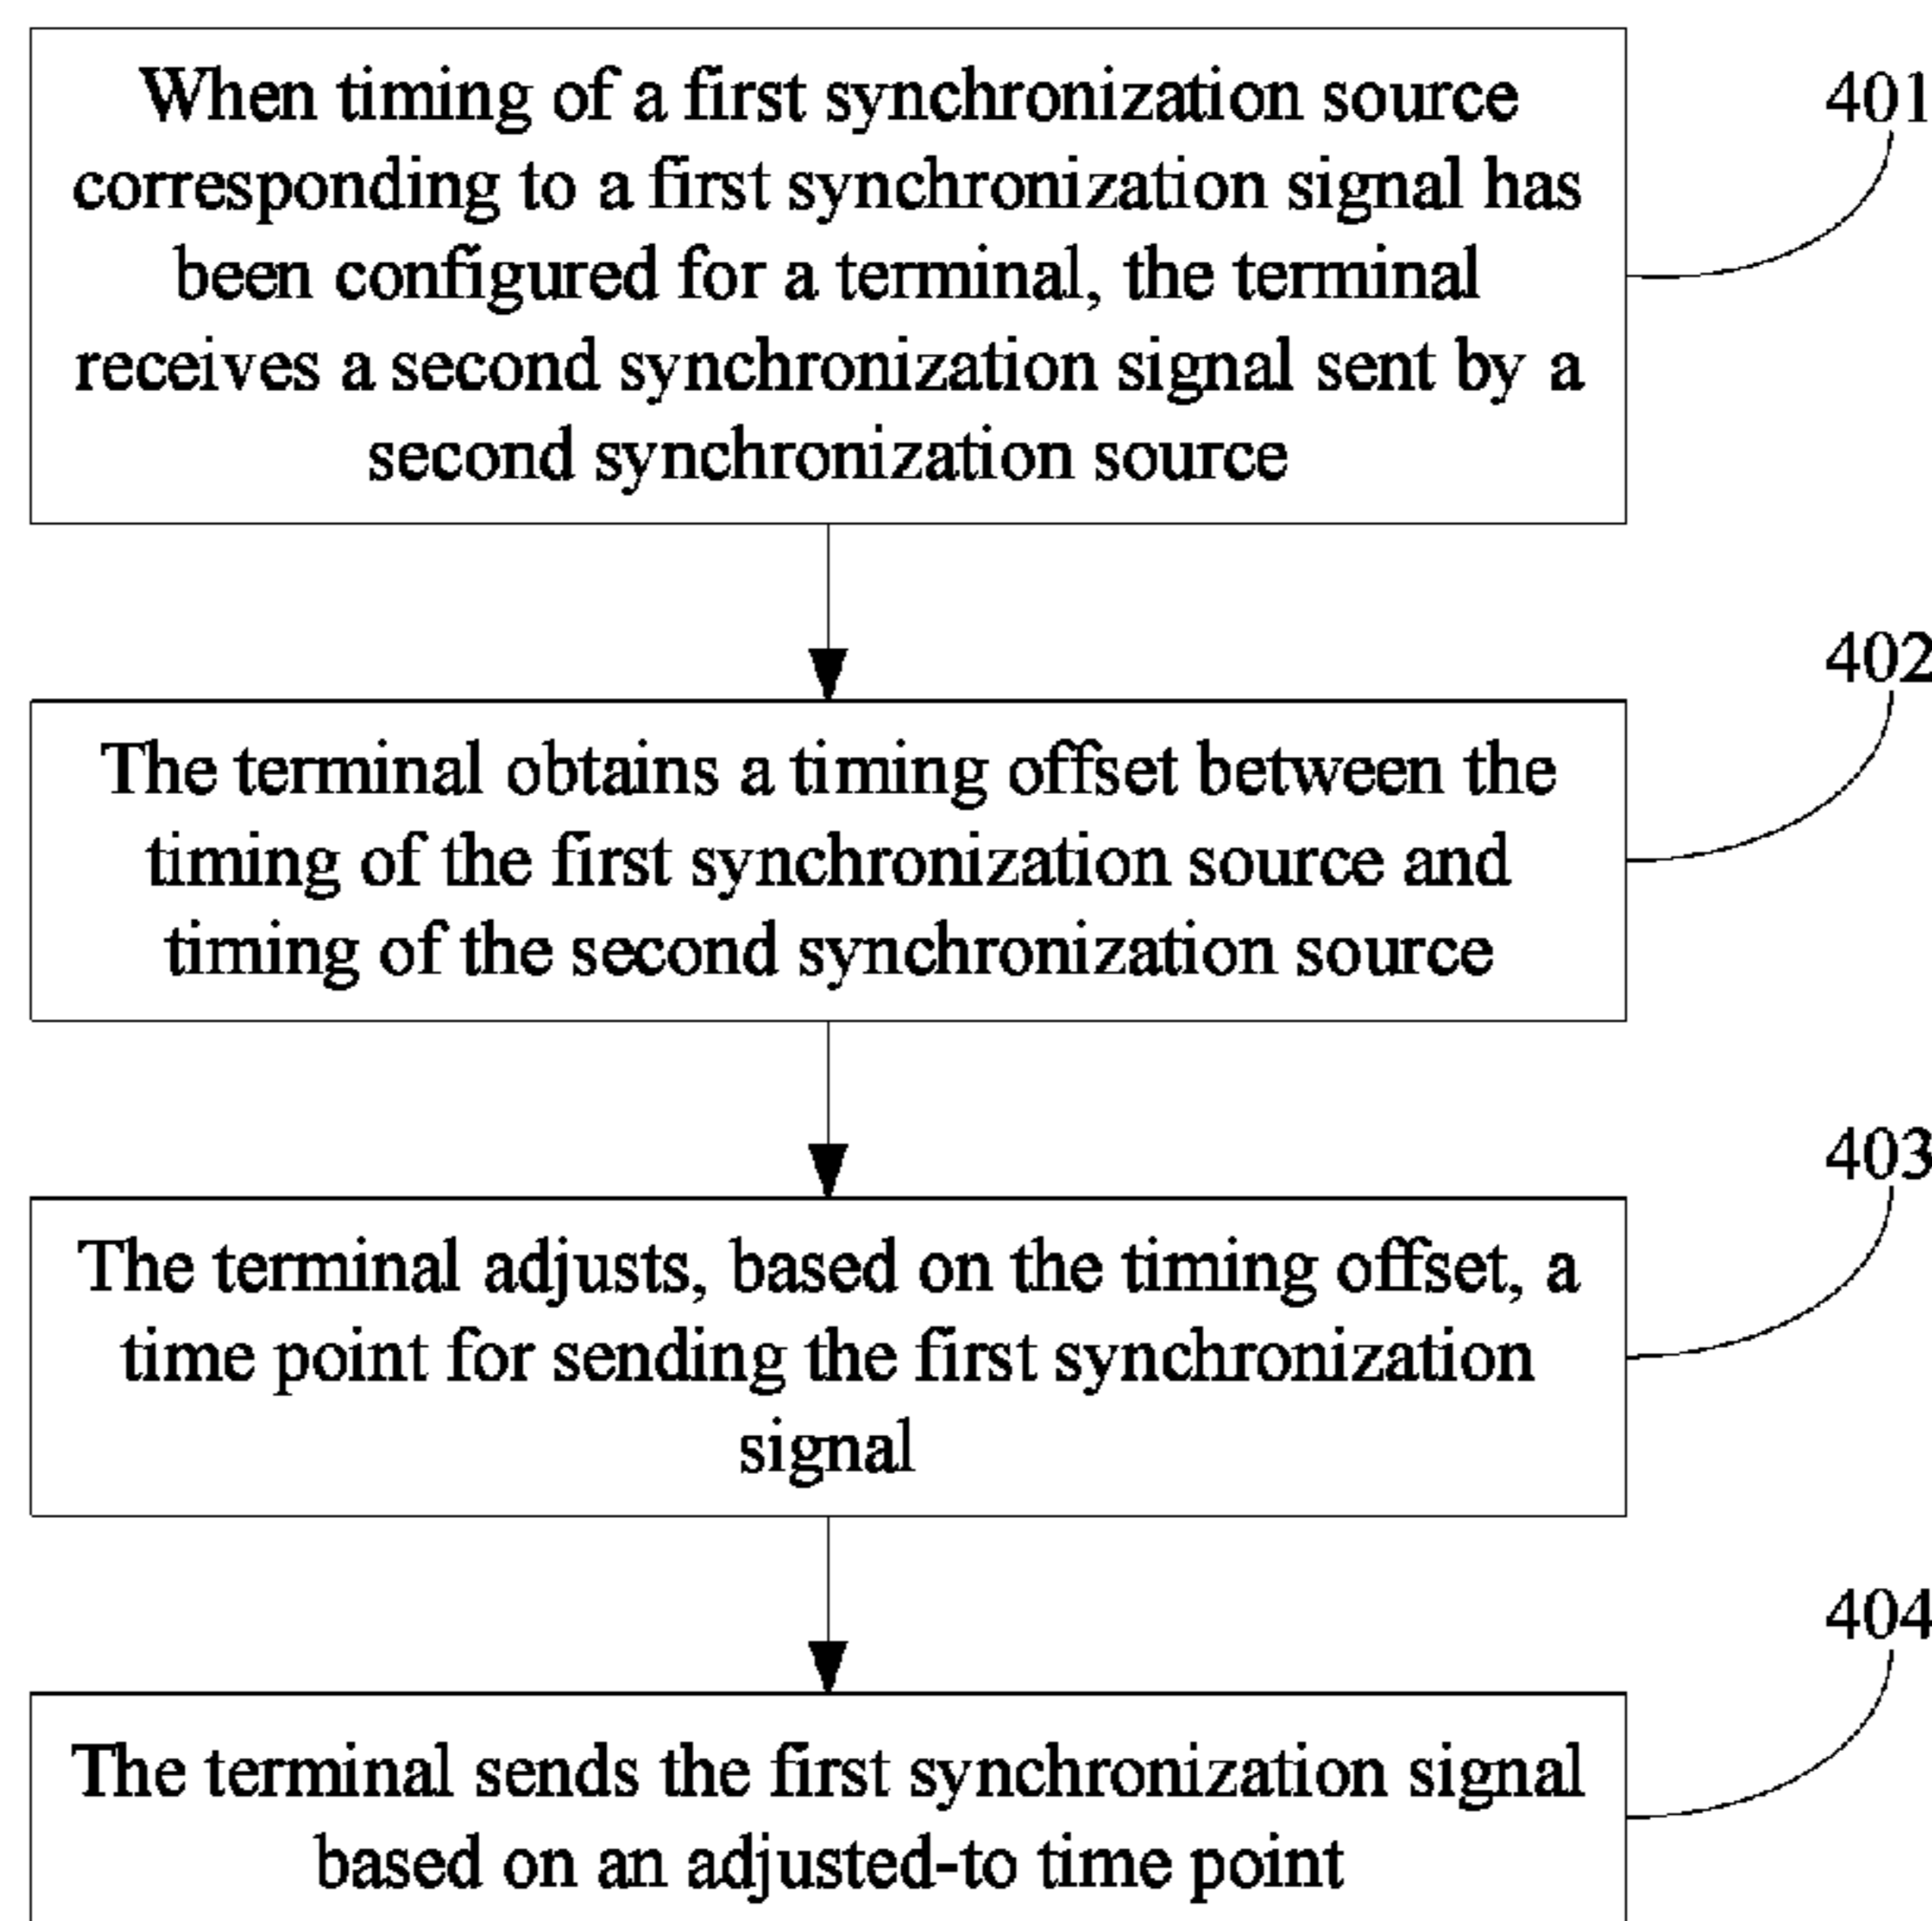 When timing of a first synchronization source
corresponding to a first synchronization signal has
been configured for a terminal, the terminal
receives a second synchronization signal sent by a
second synchronization source
401
The terminal obtains a timing offset between the
timing of the first synchronization source and
timing of the second synchronization source
402
The terminal adjusts, based on the timing offset, a
time point for sending the first synchronization
signal
403
The terminal sends the first synchronization signal
based on an adjusted-to time point
404